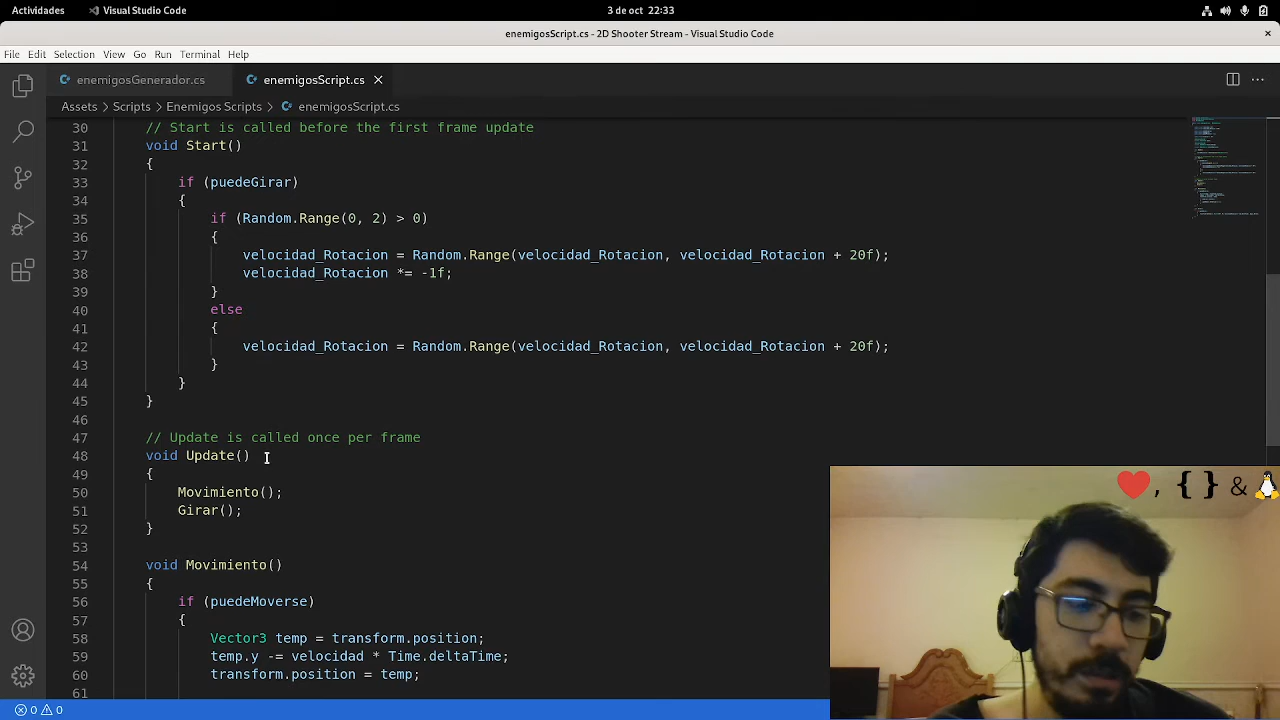 Actividades
Visual Studio Code
3 de oct 22:33
enemigosScript.cs - 2D Shooter Stream - Visual Studio Code
File Edit Selection View Go Run Terminal Help
enemigosGenerador.cs
enemigosScript.cs
Assets > Scripts > Enemigos Scripts > enemigosScript.cs
30 // Start is called before the first frame update
31 void Start()
32 {
33 if (puedeGirar)
34 {
35 if (Random.Range(0, 2) > 0)
36 {
37 velocidad_Rotacion = Random.Range(velocidad_Rotacion, velocidad_Rotacion + 20f);
38 velocidad_Rotacion *= -1f;
39 }
40 else
41 {
42 velocidad_Rotacion = Random.Range(velocidad_Rotacion, velocidad_Rotacion + 20f);
43 }
44 }
45 }
46
47 // Update is called once per frame
48 void Update()
49 {
50 Movimiento();
51 Girar();
52 }
53
54 void Movimiento()
55 {
56 if (puedeMoverse)
57 {
58 Vector3 temp = transform.position;
59 temp.y -= velocidad * Time.deltaTime;
60 transform.position = temp;
61
0 0
, { } &